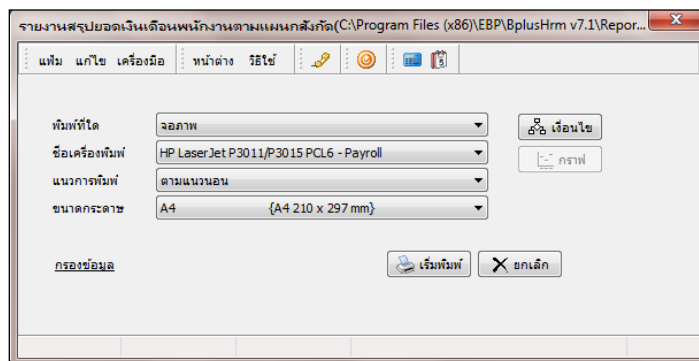 รายงานสรุปยอดเงินเดือนพนักงานตามแผนกสังกัด(C:\Program Files (x86)\EBP\BplusHrm v7.1\Repor... X
แฟ้ม แก้ไข เครื่องมือ หน้าต่าง วิธีใช้ 5
พิมพ์ที่ใด จอภาพ เงื่อนไข
ชื่อเครื่องพิมพ์ HP LaserJet P3011/P3015 PCL6 - Payroll กราฟ
แนวการพิมพ์ ตามแนวนอน
ขนาดกระดาษ A4 {A4 210 x 297 mm}
กรองข้อมูล เริ่มพิมพ์ ยกเลิก